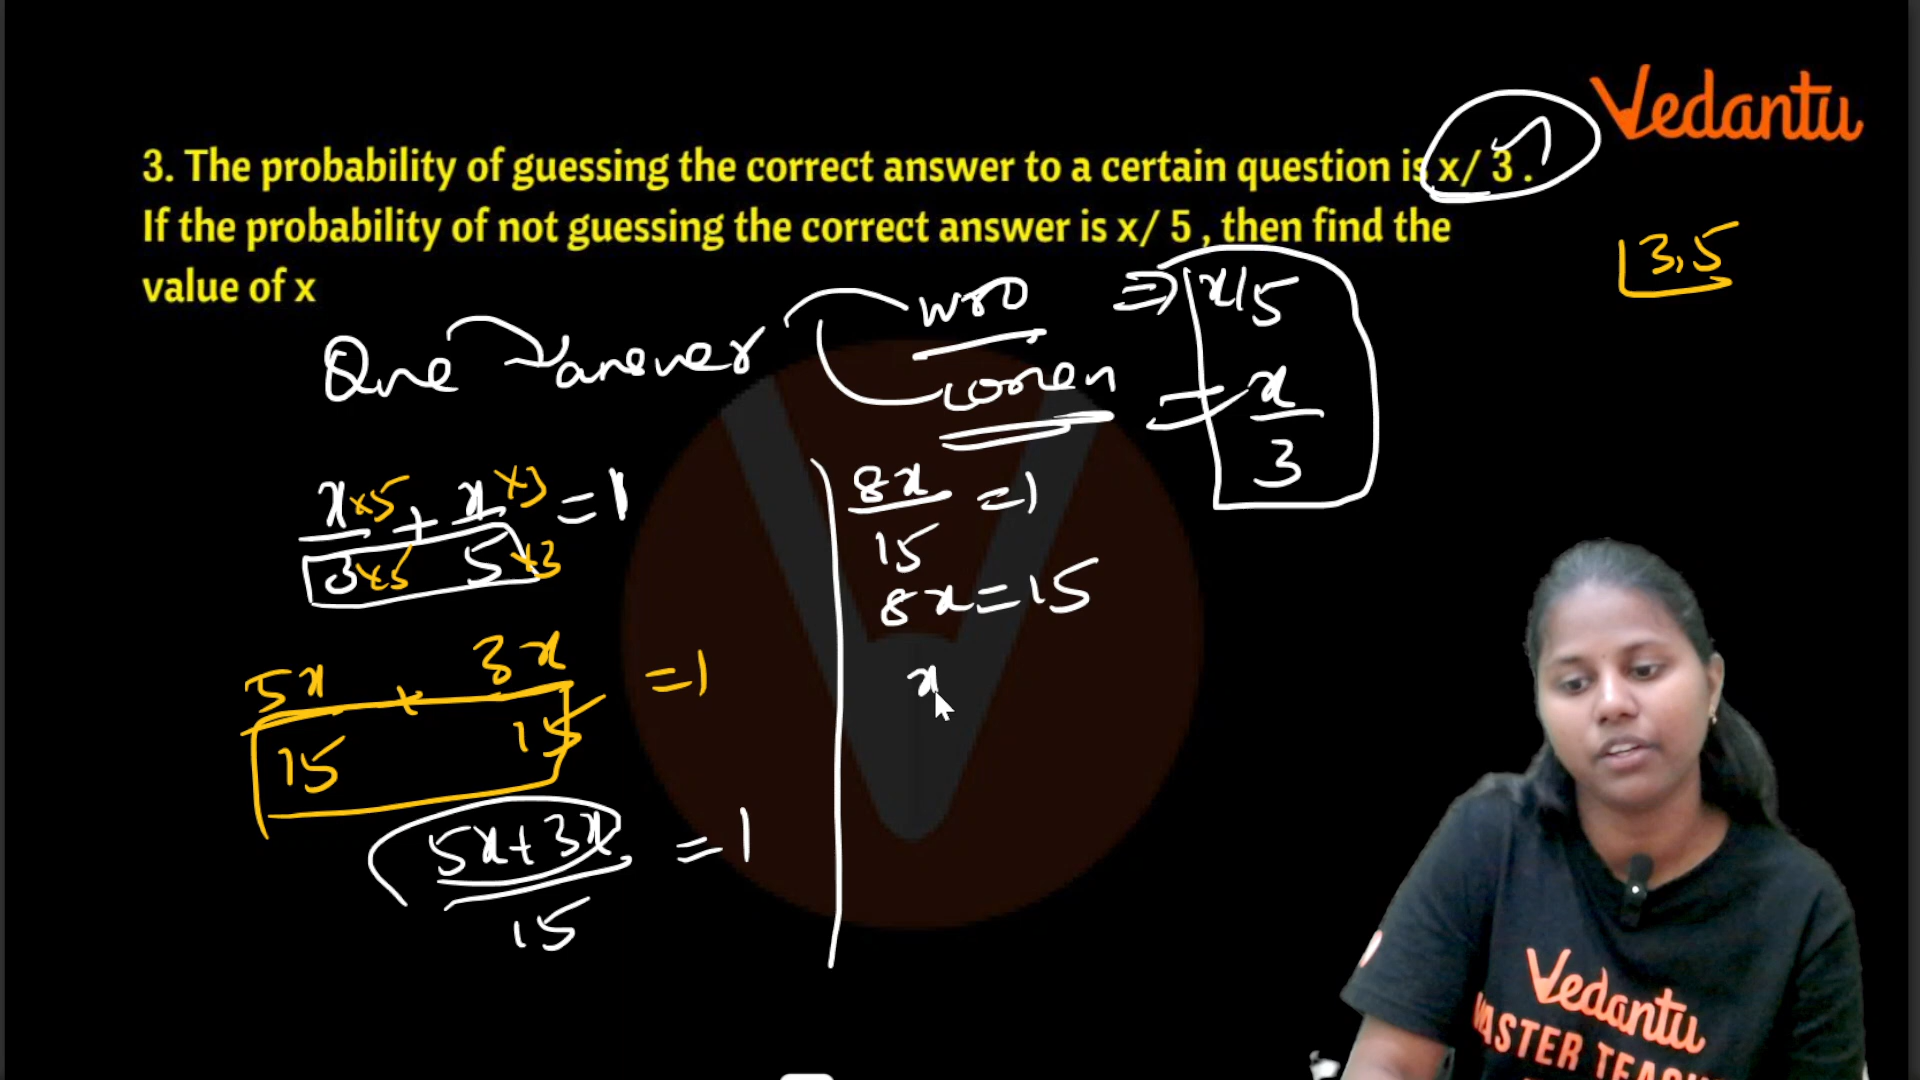 Vedantu
3. The probability of guessing the correct answer to a certain question is x/ 3 .
If the probability of not guessing the correct answer is x/ 5 , then find the
value of x
3,5
Que answer
wro ⇒ x/5
⇒ x/3
x×5/3×5 + x×3/5×3 = 1
5x/15 + 3x/15 = 1
5x+3x/15 = 1
8x/15 = 1
8x = 15
x
Vedantu
MASTER